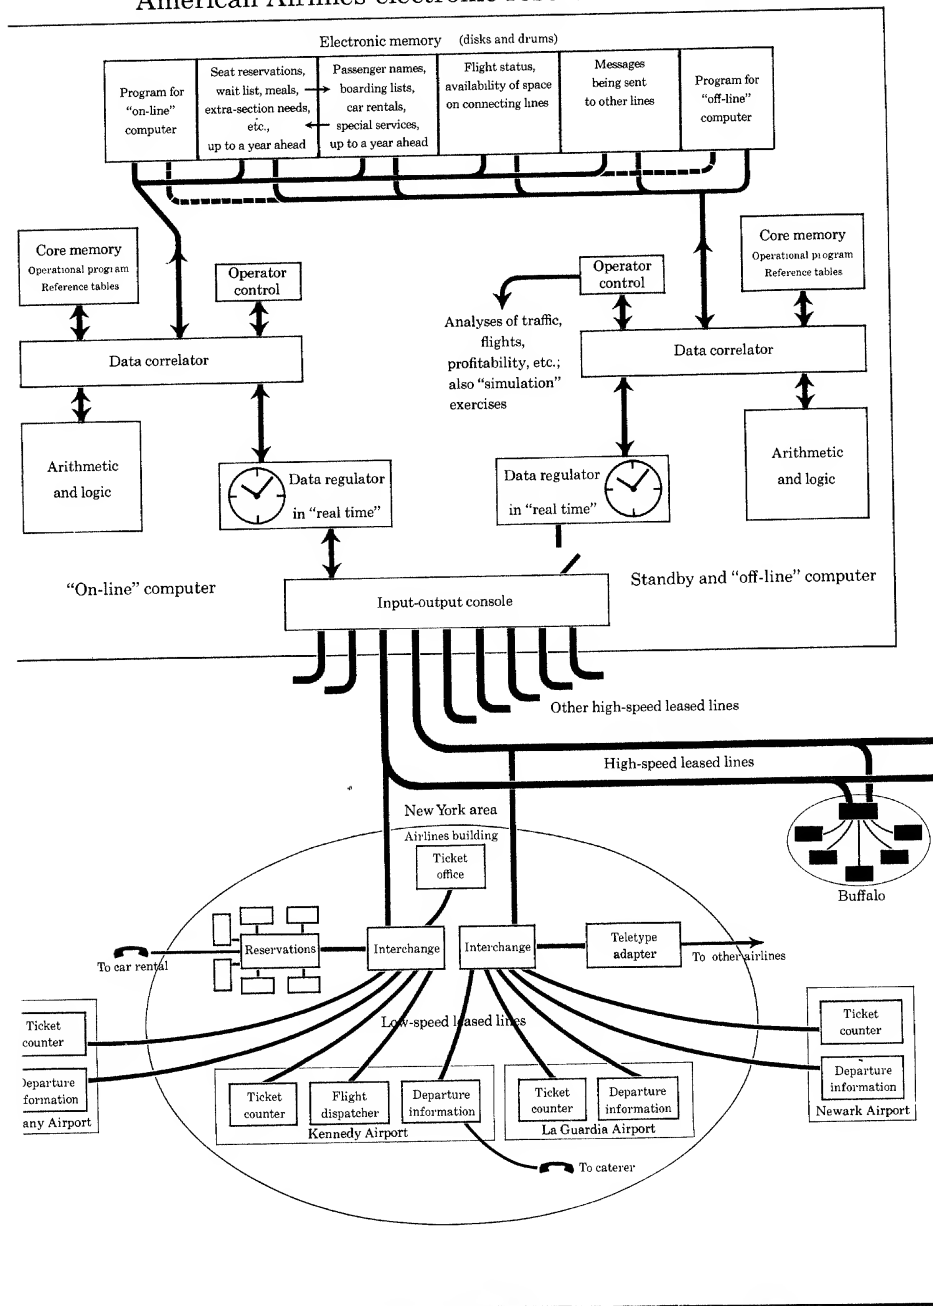 American Airlines electronic
Electronic memory (disks and drums)
Program for
"on-line"
computer
Seat reservations,
wait list, meals,
extra-section needs,
etc.,
up to a year ahead
Passenger names,
boarding lists,
car rentals,
special services,
up to a year ahead
Flight status,
availability of space
on connecting lines
Messages
being sent
to other lines
Program for
"off-line"
computer
Core memory
Operational program
Reference tables
Operator
control
Data correlator
Arithmetic
and logic
Data regulator
in "real time"
"On-line" computer
Analyses of traffic,
flights,
profitability, etc.;
also "simulation"
exercises
Operator
control
Core memory
Operational program
Reference tables
Data correlator
Data regulator
in "real time"
Arithmetic
and logic
Standby and "off-line" computer
Input-output console
Other high-speed leased lines
High-speed leased lines
New York area
Airlines building
Ticket
office
Buffalo
Reservations
Interchange
Interchange
Teletype
adapter
To car rental
To other airlines
Low-speed leased lines
Ticket
counter
Departure
formation
any Airport
Ticket
counter
Flight
dispatcher
Departure
information
Kennedy Airport
Ticket
counter
Departure
information
La Guardia Airport
Ticket
counter
Departure
information
Newark Airport
To caterer